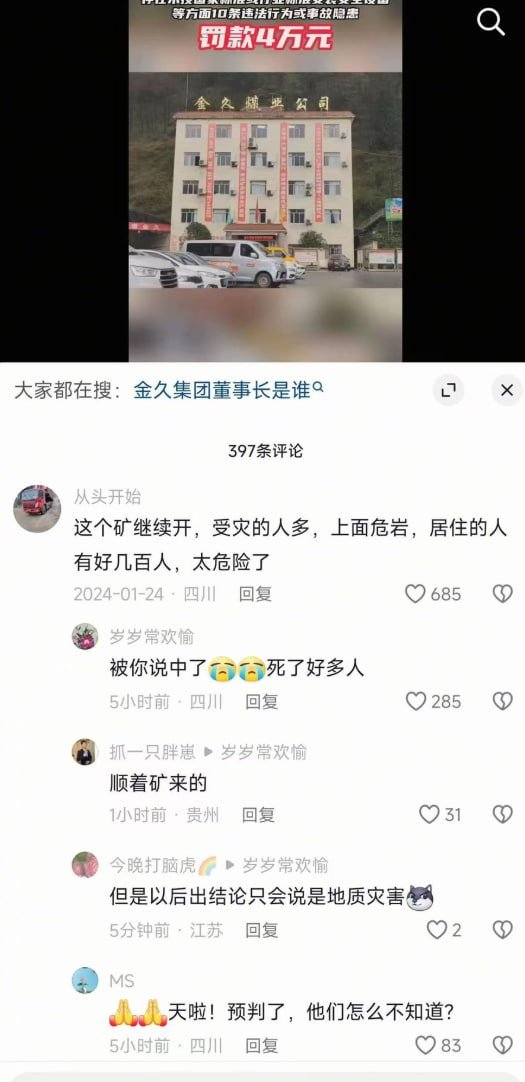 等方面10条违法行为或事故隐患
罚款4万元
金久煤业公司
大家都在搜：金久集团董事长是谁
397条评论
从头开始
这个矿继续开，受灾的人多，上面危岩，居住的人
有好几百人，太危险了
2024-01-24 · 四川 回复 685
岁岁常欢愉
被你说中了😭😭死了好多人
5小时前 · 四川 回复 285
抓一只胖崽 ▶ 岁岁常欢愉
顺着矿来的
1小时前 · 贵州 回复 31
今晚打脑虎🌈 ▶ 岁岁常欢愉
但是以后出结论只会说是地质灾害
5分钟前 · 江苏 回复 2
MS
🙏🙏天啦！预判了，他们怎么不知道？
5小时前 · 四川 回复 83